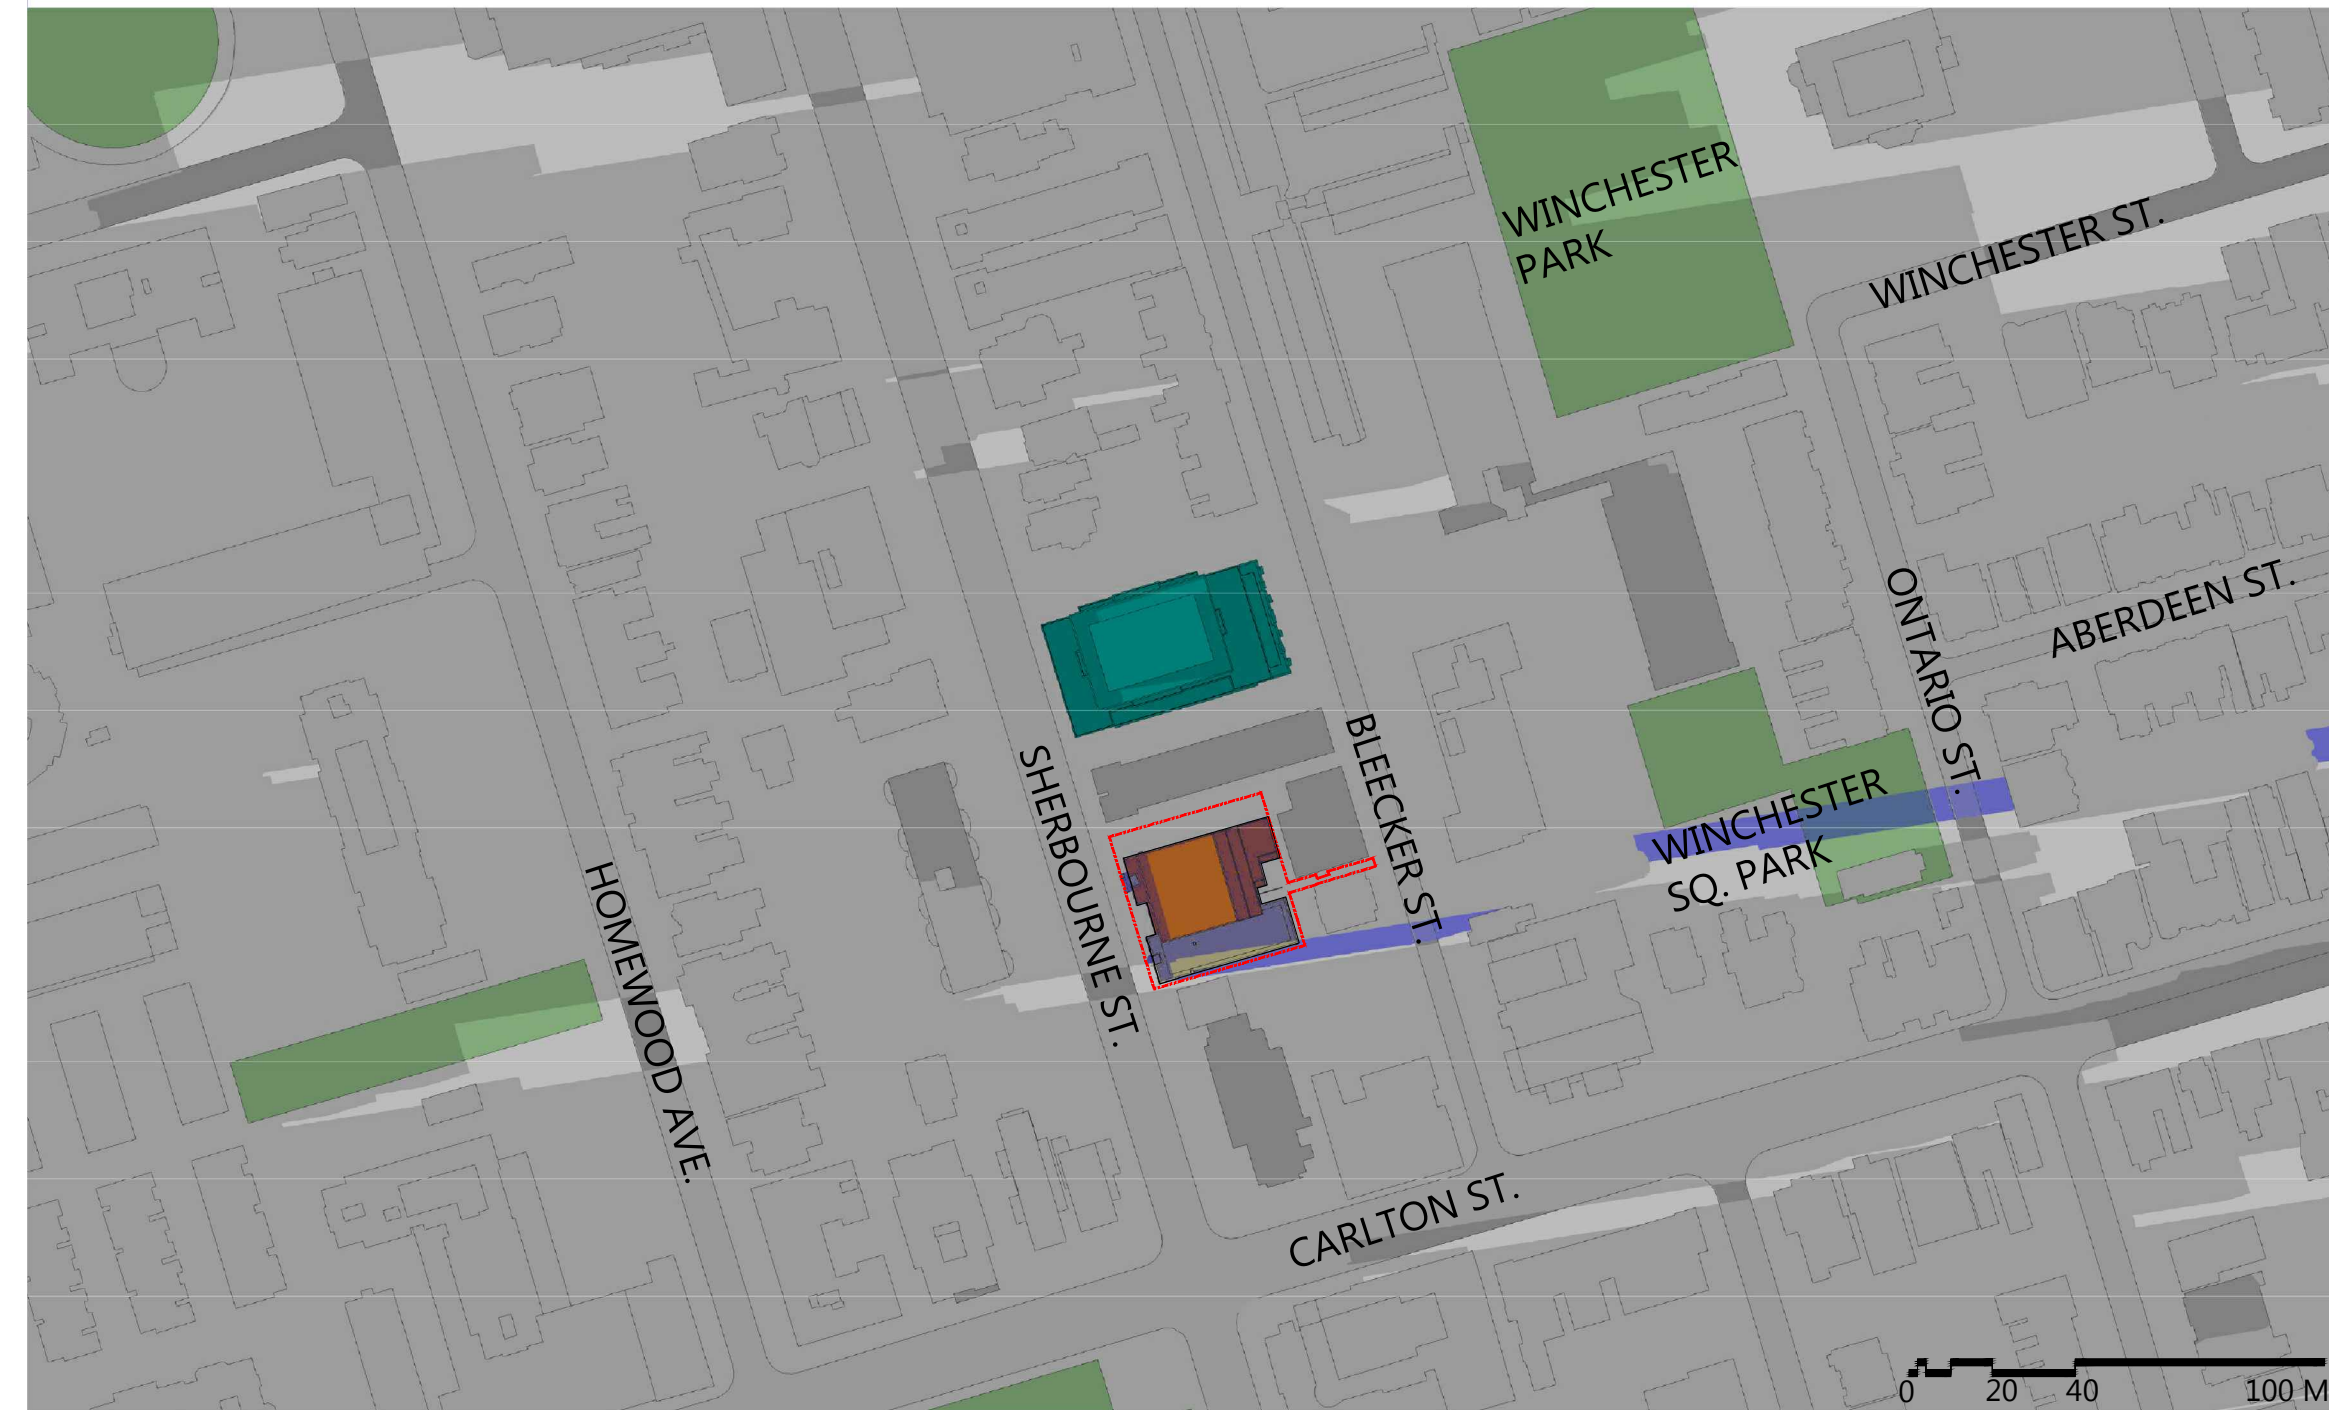 WINCHESTER
PARK
WINCHESTER ST.
ABERDEEN ST.
ONTARIO ST.
BLEECKER ST.
SHERBOURNE ST.
WINCHESTER
SQ. PARK
HOMEWOOD AVE.
CARLTON ST.
0 20 40 100 M